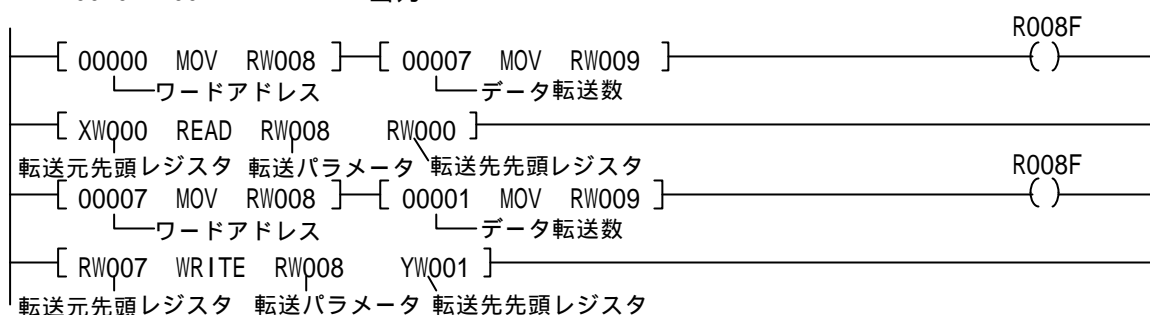 R008F
[ 00000 MOV RW008 ] [ 00007 MOV RW009 ] ( )
ワードアドレス データ転送数
[ XW000 READ RW008 RW000 ]
転送元先頭レジスタ 転送パラメータ 転送先先頭レジスタ
R008F
[ 00007 MOV RW008 ] [ 00001 MOV RW009 ] ( )
ワードアドレス データ転送数
[ RW007 WRITE RW008 YW001 ]
転送元先頭レジスタ 転送パラメータ 転送先先頭レジスタ